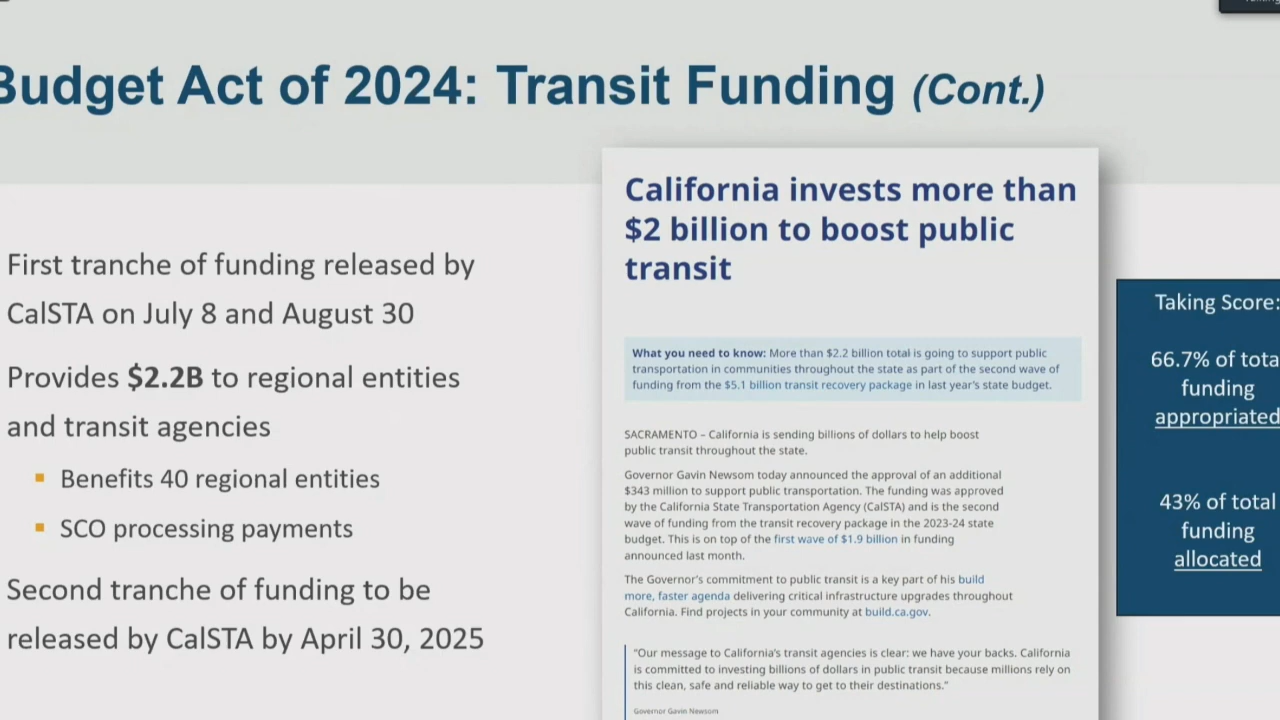 Budget Act of 2024: Transit Funding (Cont.)
First tranche of funding released by
CalSTA on July 8 and August 30
Provides $2.2B to regional entities
and transit agencies
Benefits 40 regional entities
SCO processing payments
Second tranche of funding to be
released by CalSTA by April 30, 2025
California invests more than
$2 billion to boost public
transit
What you need to know: More than $2.2 billion total is going to support public
transportation in communities throughout the state as part of the second wave of
funding from the $5.1 billion transit recovery package in last year's state budget.
SACRAMENTO – California is sending billions of dollars to help boost
public transit throughout the state.
Governor Gavin Newsom today announced the approval of an additional
$343 million to support public transportation. The funding was approved
by the California State Transportation Agency (CalSTA) and is the second
wave of funding from the transit recovery package in the 2023-24 state
budget. This is on top of the first wave of $1.9 billion in funding
announced last month.
The Governor's commitment to public transit is a key part of his build
more, faster agenda delivering critical infrastructure upgrades throughout
California. Find projects in your community at build.ca.gov.
"Our message to California's transit agencies is clear: we have your backs. California
is committed to investing billions of dollars in public transit because millions rely on
this clean, safe and reliable way to get to their destinations."
Governor Gavin Newsom
Taking Score:
66.7% of total
funding
appropriated
43% of total
funding
allocated